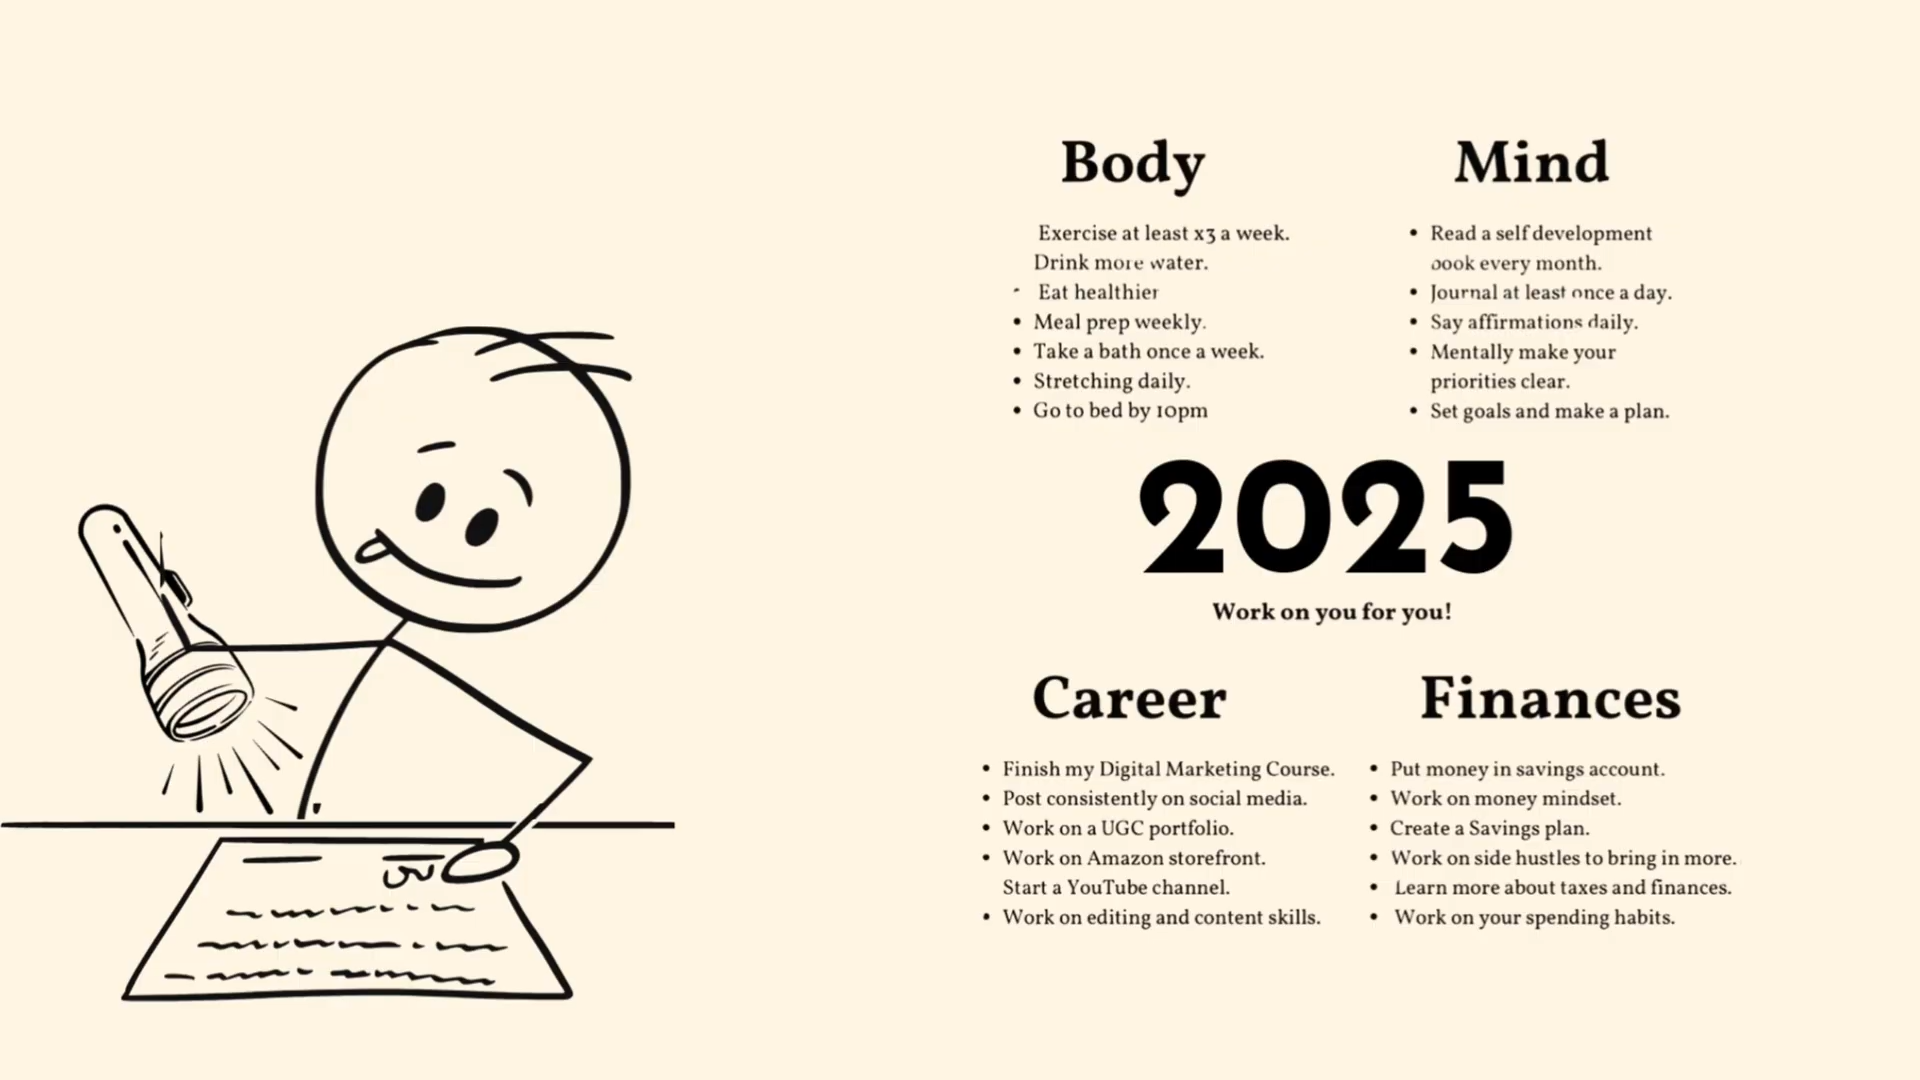 Body
Exercise at least x3 a week.
Drink more water.
Eat healthier
• Meal prep weekly.
• Take a bath once a week.
• Stretching daily.
• Go to bed by 10pm
Mind
• Read a self development
book every month.
• Journal at least once a day.
• Say affirmations daily.
• Mentally make your
priorities clear.
• Set goals and make a plan.
2025
Work on you for you!
Career
• Finish my Digital Marketing Course.
• Post consistently on social media.
• Work on a UGC portfolio.
• Work on Amazon storefront.
Start a YouTube channel.
• Work on editing and content skills.
Finances
• Put money in savings account.
• Work on money mindset.
• Create a Savings plan.
• Work on side hustles to bring in more.
• Learn more about taxes and finances.
• Work on your spending habits.